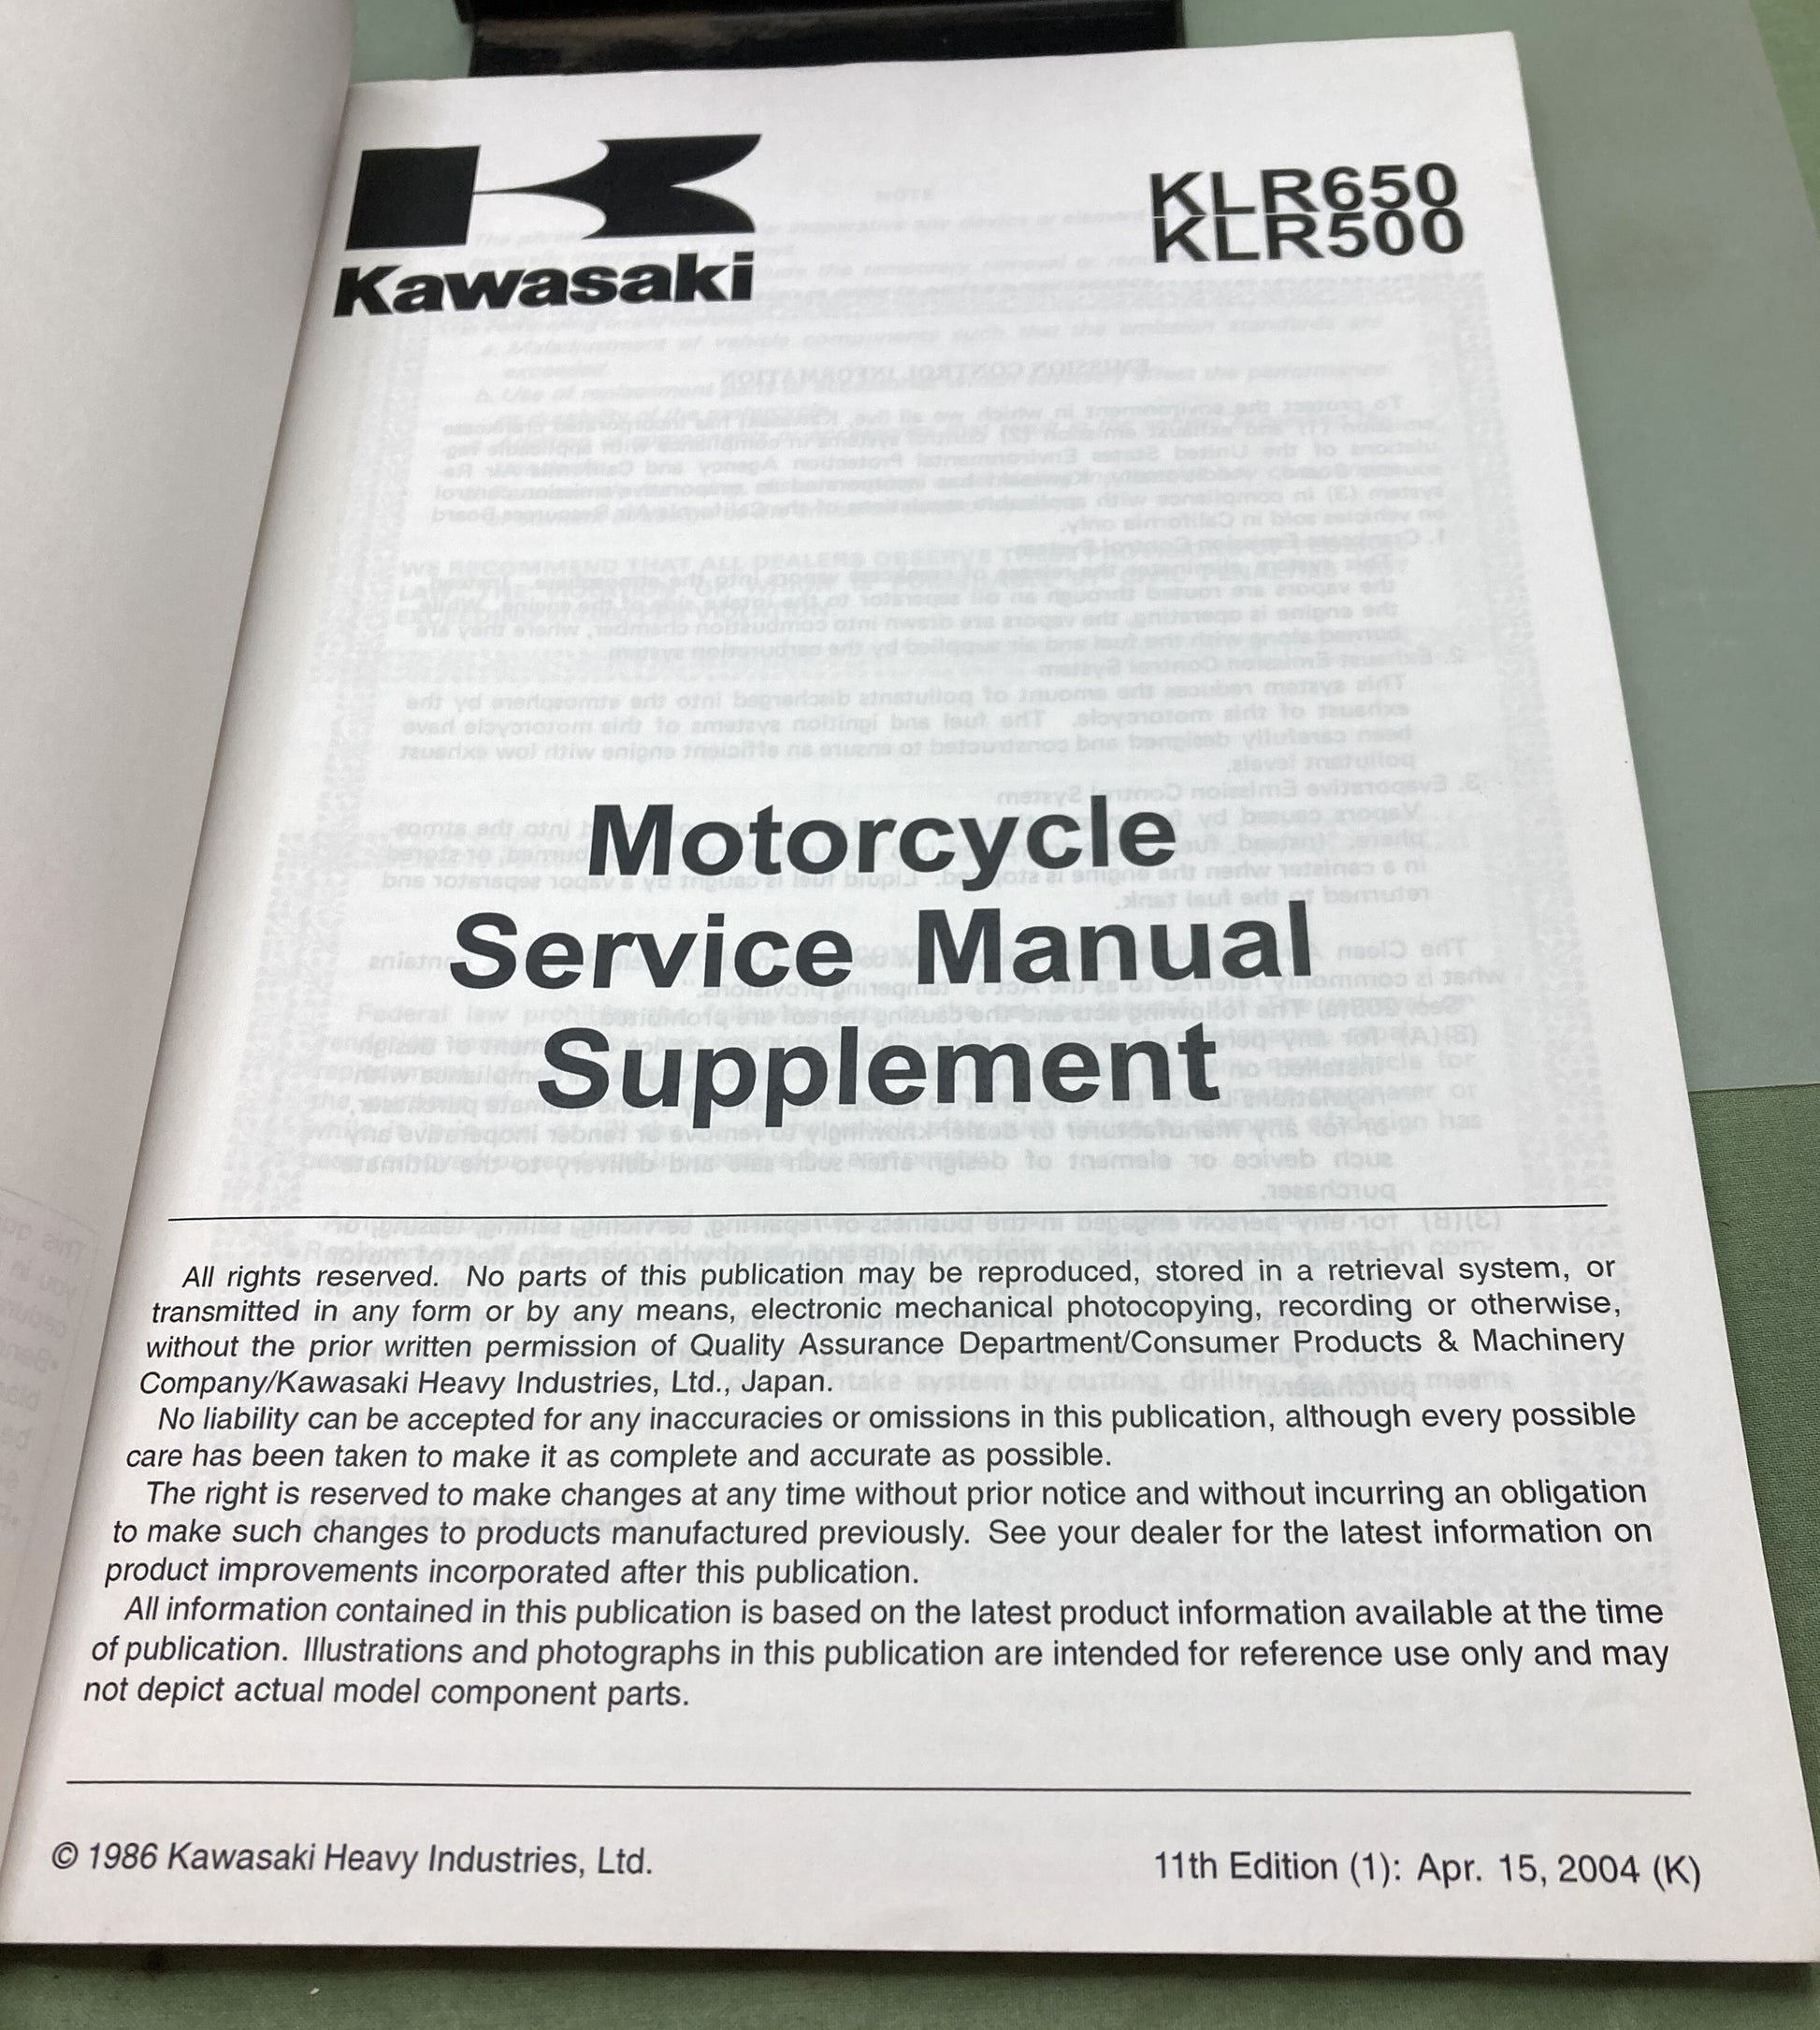 Kawasaki
KLR650
KLR500
Motorcycle
Service Manual
Supplement
All rights reserved. No parts of this publication may be reproduced, stored in a retrieval system, or
transmitted in any form or by any means, electronic mechanical photocopying, recording or otherwise,
without the prior written permission of Quality Assurance Department/Consumer Products & Machinery
Company/Kawasaki Heavy Industries, Ltd., Japan.
No liability can be accepted for any inaccuracies or omissions in this publication, although every possible
care has been taken to make it as complete and accurate as possible.
The right is reserved to make changes at any time without prior notice and without incurring an obligation
to make such changes to products manufactured previously. See your dealer for the latest information on
product improvements incorporated after this publication.
All information contained in this publication is based on the latest product information available at the time
of publication. Illustrations and photographs in this publication are intended for reference use only and may
not depict actual model component parts.
© 1986 Kawasaki Heavy Industries, Ltd.
11th Edition (1): Apr. 15, 2004 (K)